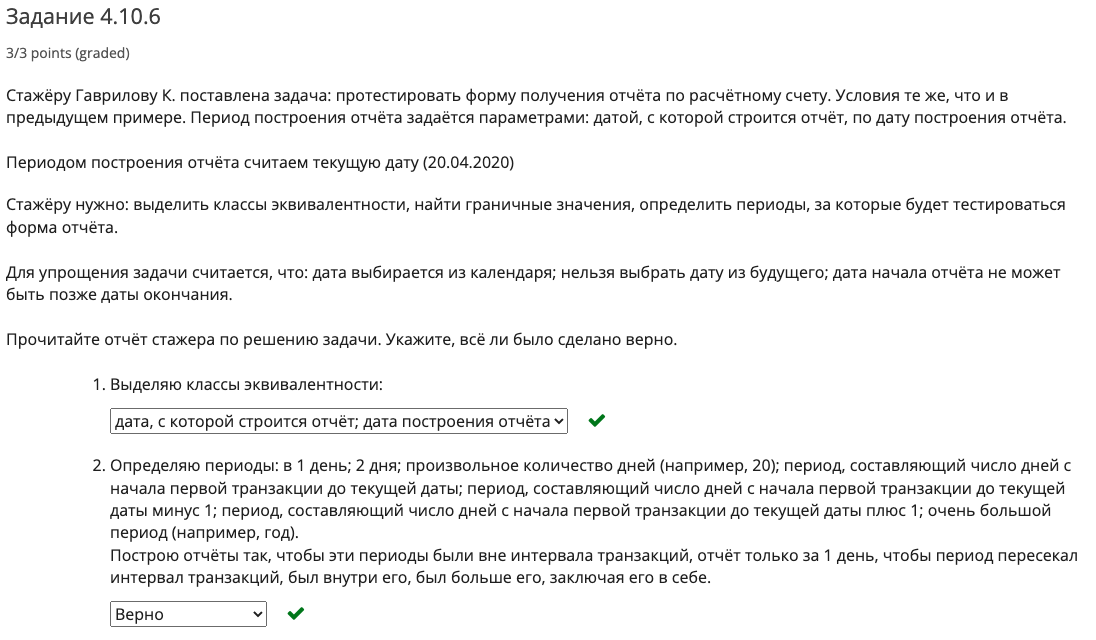 Задание 4.10.6
3/3 points (graded)
Стажёру Гаврилову К. поставлена задача: протестировать форму получения отчёта по расчётному счету. Условия те же, что и в
предыдущем примере. Период построения отчёта задаётся параметрами: датой, с которой строится отчёт, по дату построения отчёта.
Периодом построения отчёта считаем текущую дату (20.04.2020)
Стажёру нужно: выделить классы эквивалентности, найти граничные значения, определить периоды, за которые будет тестироваться
форма отчёта.
Для упрощения задачи считается, что: дата выбирается из календаря; нельзя выбрать дату из будущего; дата начала отчёта не может
быть позже даты окончания.
Прочитайте отчёт стажера по решению задачи. Укажите, всё ли было сделано верно.
1. Выделяю классы эквивалентности:
дата, с которой строится отчёт; дата построения отчёта
2. Определяю периоды: в 1 день; 2 дня; произвольное количество дней (например, 20); период, составляющий число дней с
начала первой транзакции до текущей даты; период, составляющий число дней с начала первой транзакции до текущей
даты минус 1; период, составляющий число дней с начала первой транзакции до текущей даты плюс 1; очень большой
период (например, год).
Построю отчёты так, чтобы эти периоды были вне интервала транзакций, отчёт только за 1 день, чтобы период пересекал
интервал транзакций, был внутри его, был больше его, заключая его в себе.
Верно